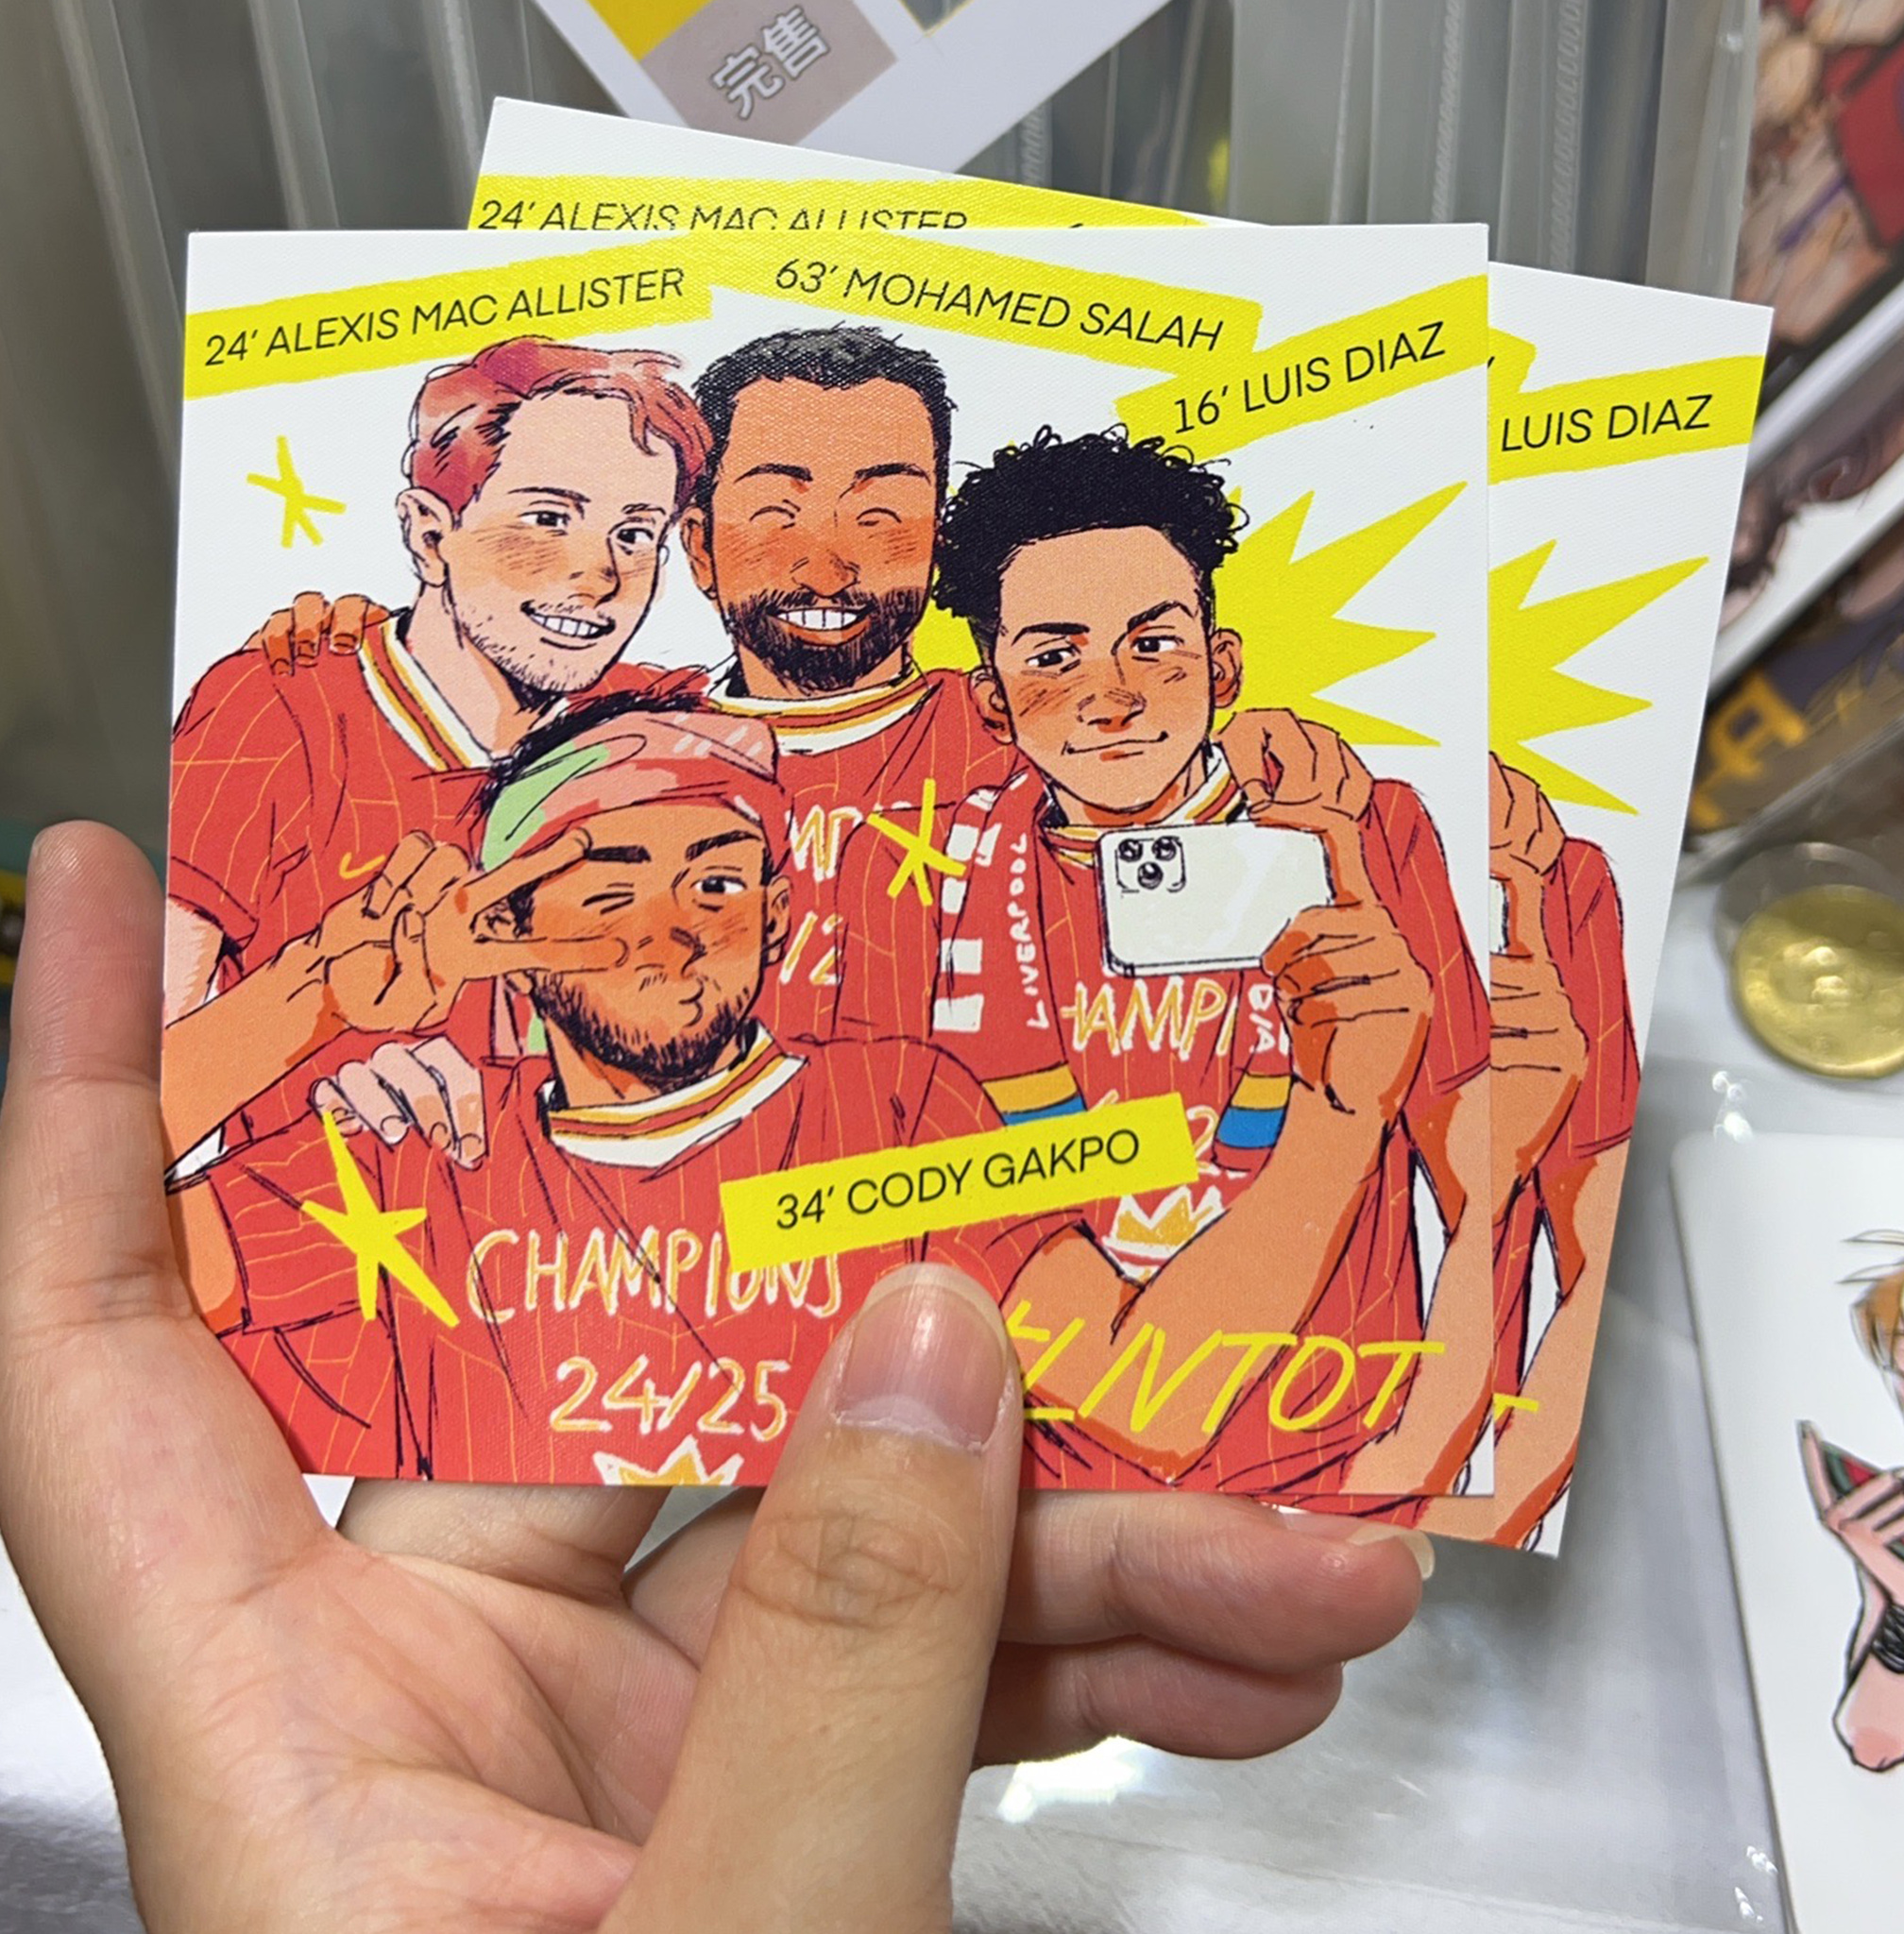 完售
24' ALEXIS MAC ALLISTER
24' ALEXIS MAC ALLISTER
63' MOHAMED SALAH
16' LUIS DIAZ
LUIS DIAZ
LIVERPOOL
34' CODY GAKPO
CHAMPIONS
24/25
#LIVTOT